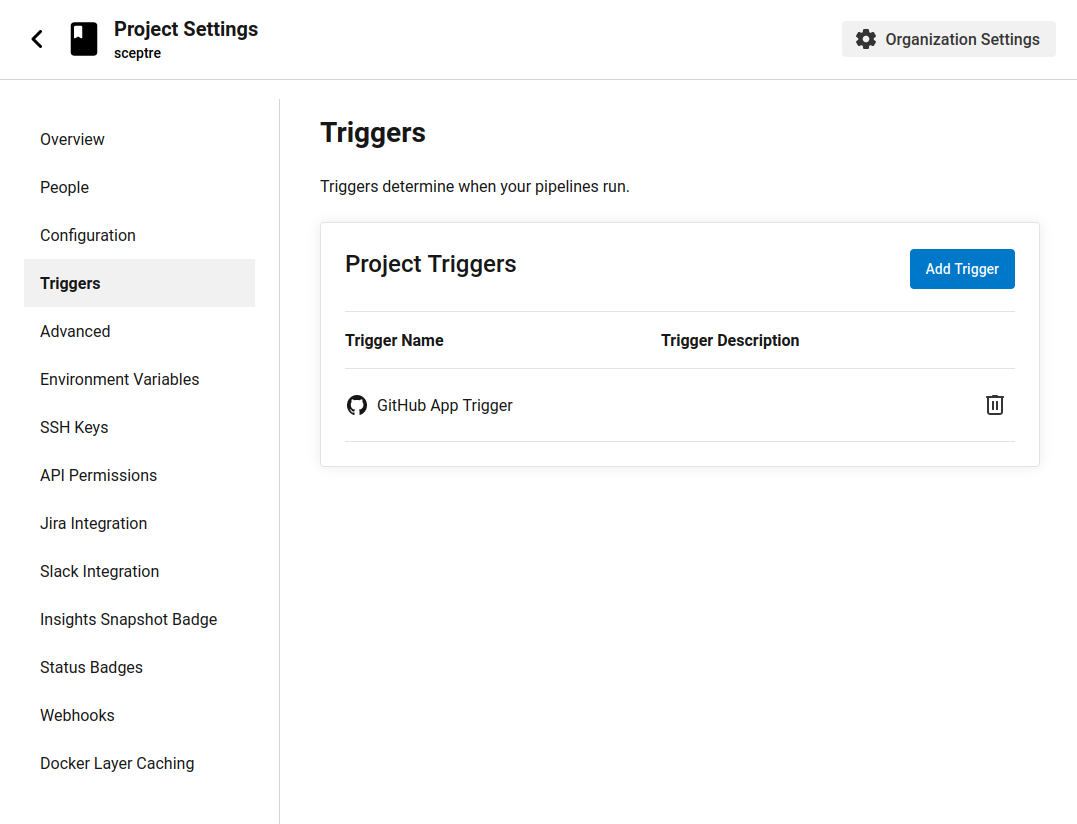 Project Settings
sceptre
Organization Settings
Overview
People
Configuration
Triggers
Advanced
Environment Variables
SSH Keys
API Permissions
Jira Integration
Slack Integration
Insights Snapshot Badge
Status Badges
Webhooks
Docker Layer Caching
Triggers
Triggers determine when your pipelines run.
Project Triggers
Add Trigger
Trigger Name Trigger Description
GitHub App Trigger